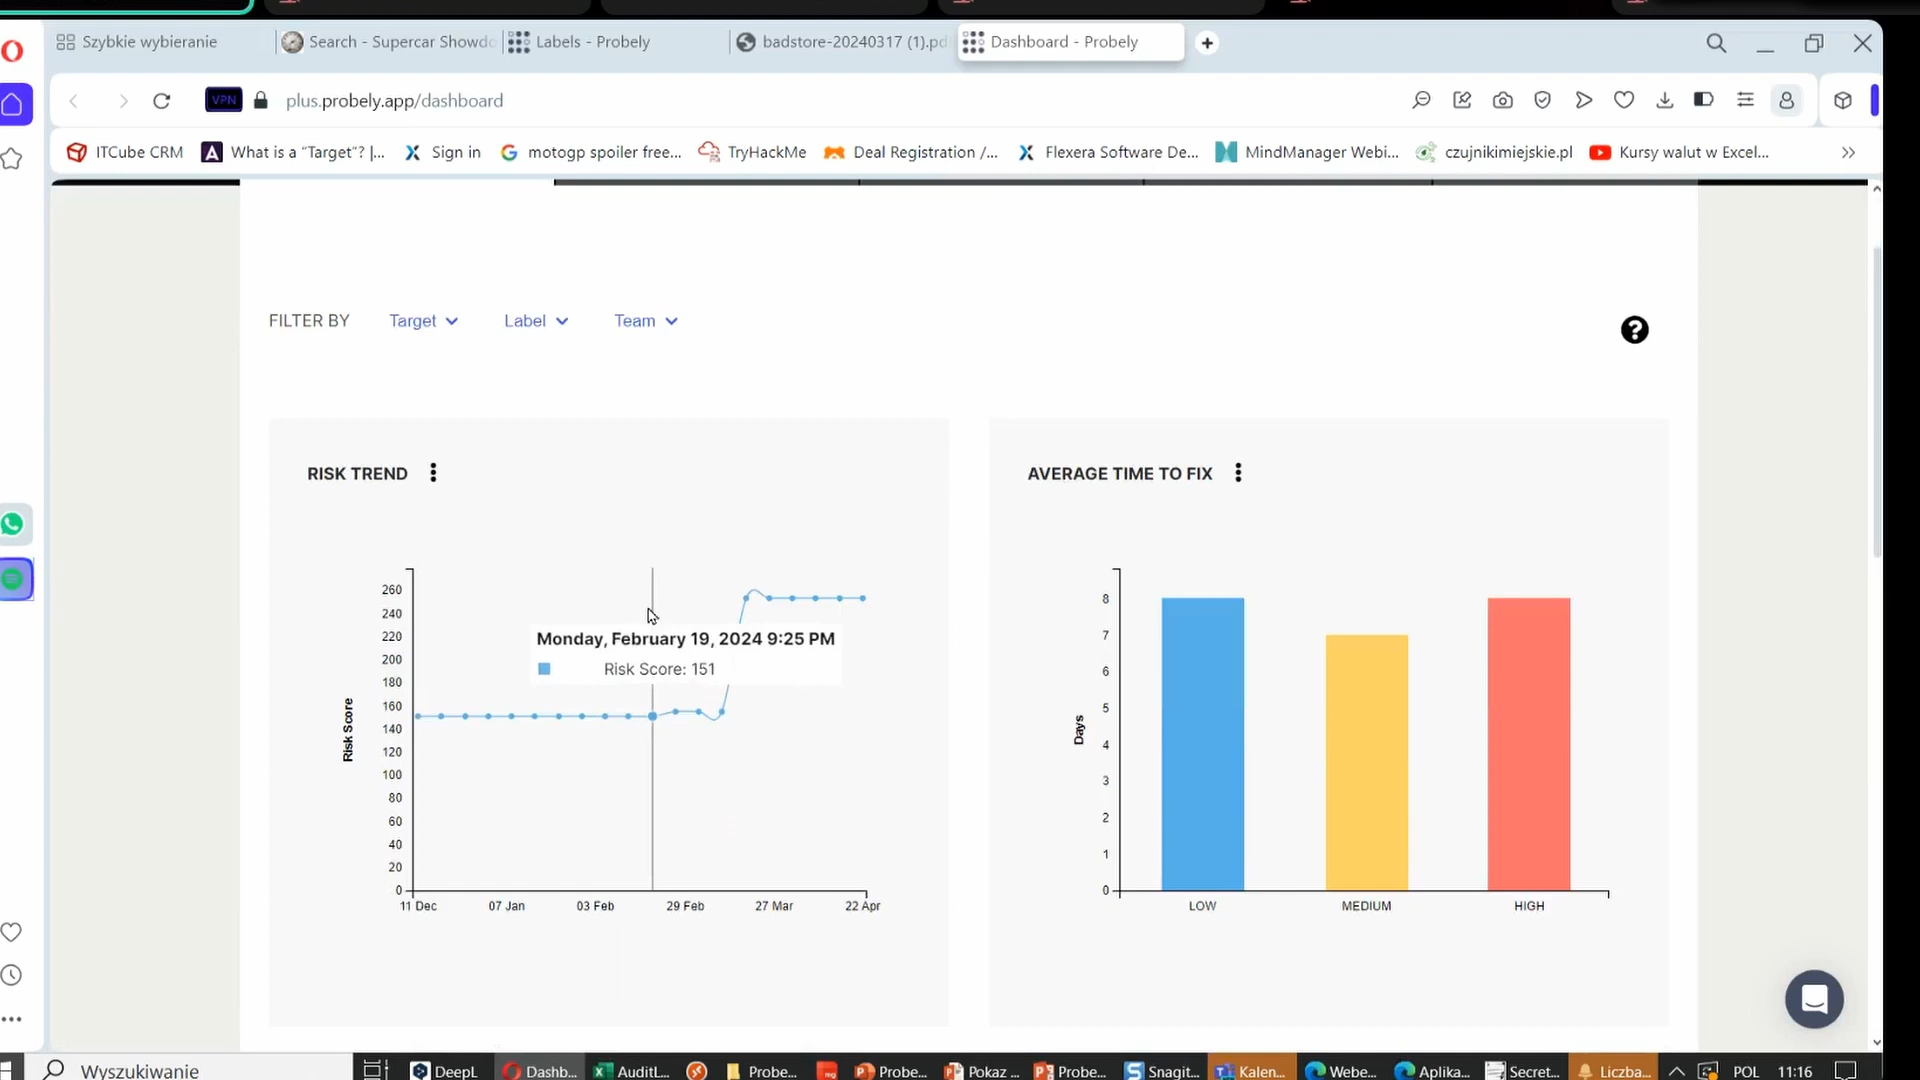 Szybkie wybieranie
Search - Supercar Showdo
Labels - Probely
badstore-20240317 (1).pd
Dashboard - Probely
VPN
plus.probely.app/dashboard
ITCube CRM
What is a “Target”? |...
Sign in
motogp spoiler free...
TryHackMe
Deal Registration /...
Flexera Software De...
MindManager Webi...
czujnikimiejskie.pl
Kursy walut w Excel...
FILTER BY
Target
Label
Team
RISK TREND
AVERAGE TIME TO FIX
Risk Score
260
240
220
200
180
160
140
120
100
80
60
40
20
0
Monday, February 19, 2024 9:25 PM
Risk Score: 151
11 Dec
07 Jan
03 Feb
29 Feb
27 Mar
22 Apr
Days
8
7
6
5
4
3
2
1
0
LOW
MEDIUM
HIGH
Wyszukiwanie
DeepL
Dashb...
AuditL...
Probe...
Probe...
Pokaz ...
Probe...
Snagit...
Kalen...
Webe...
Aplika...
Secret...
Liczba...
POL
11:16